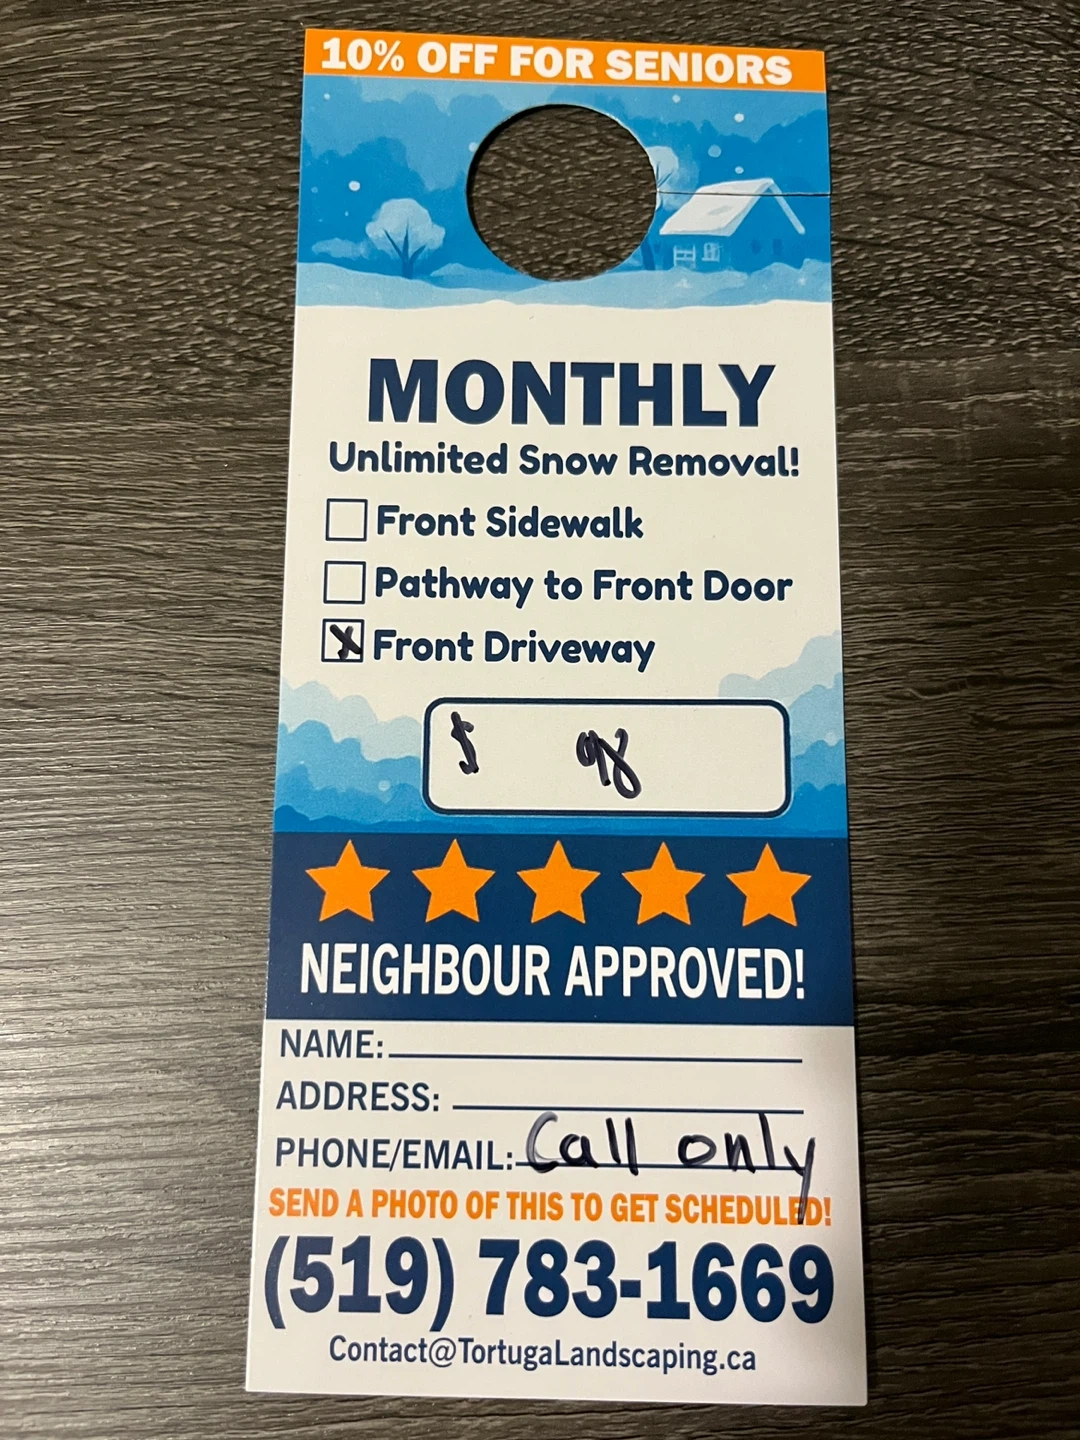 10% OFF FOR SENIORS
MONTHLY
Unlimited Snow Removal!
Front Sidewalk
Pathway to Front Door
X Front Driveway
$ 98
NEIGHBOUR APPROVED!
NAME:
ADDRESS:
PHONE/EMAIL: Call only
SEND A PHOTO OF THIS TO GET SCHEDULED!
(519) 783-1669
Contact@TortugaLandscaping.ca